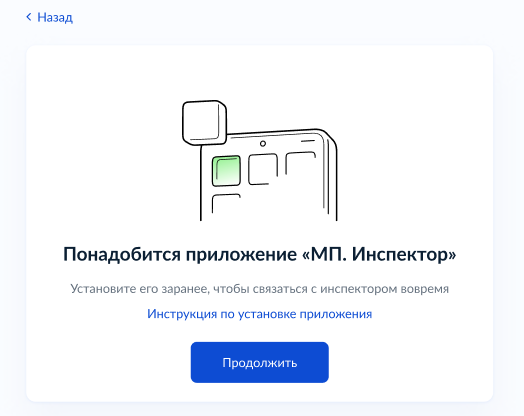 Назад
Понадобится приложение «МП. Инспектор»
Установите его заранее, чтобы связаться с инспектором вовремя
Инструкция по установке приложения
Продолжить